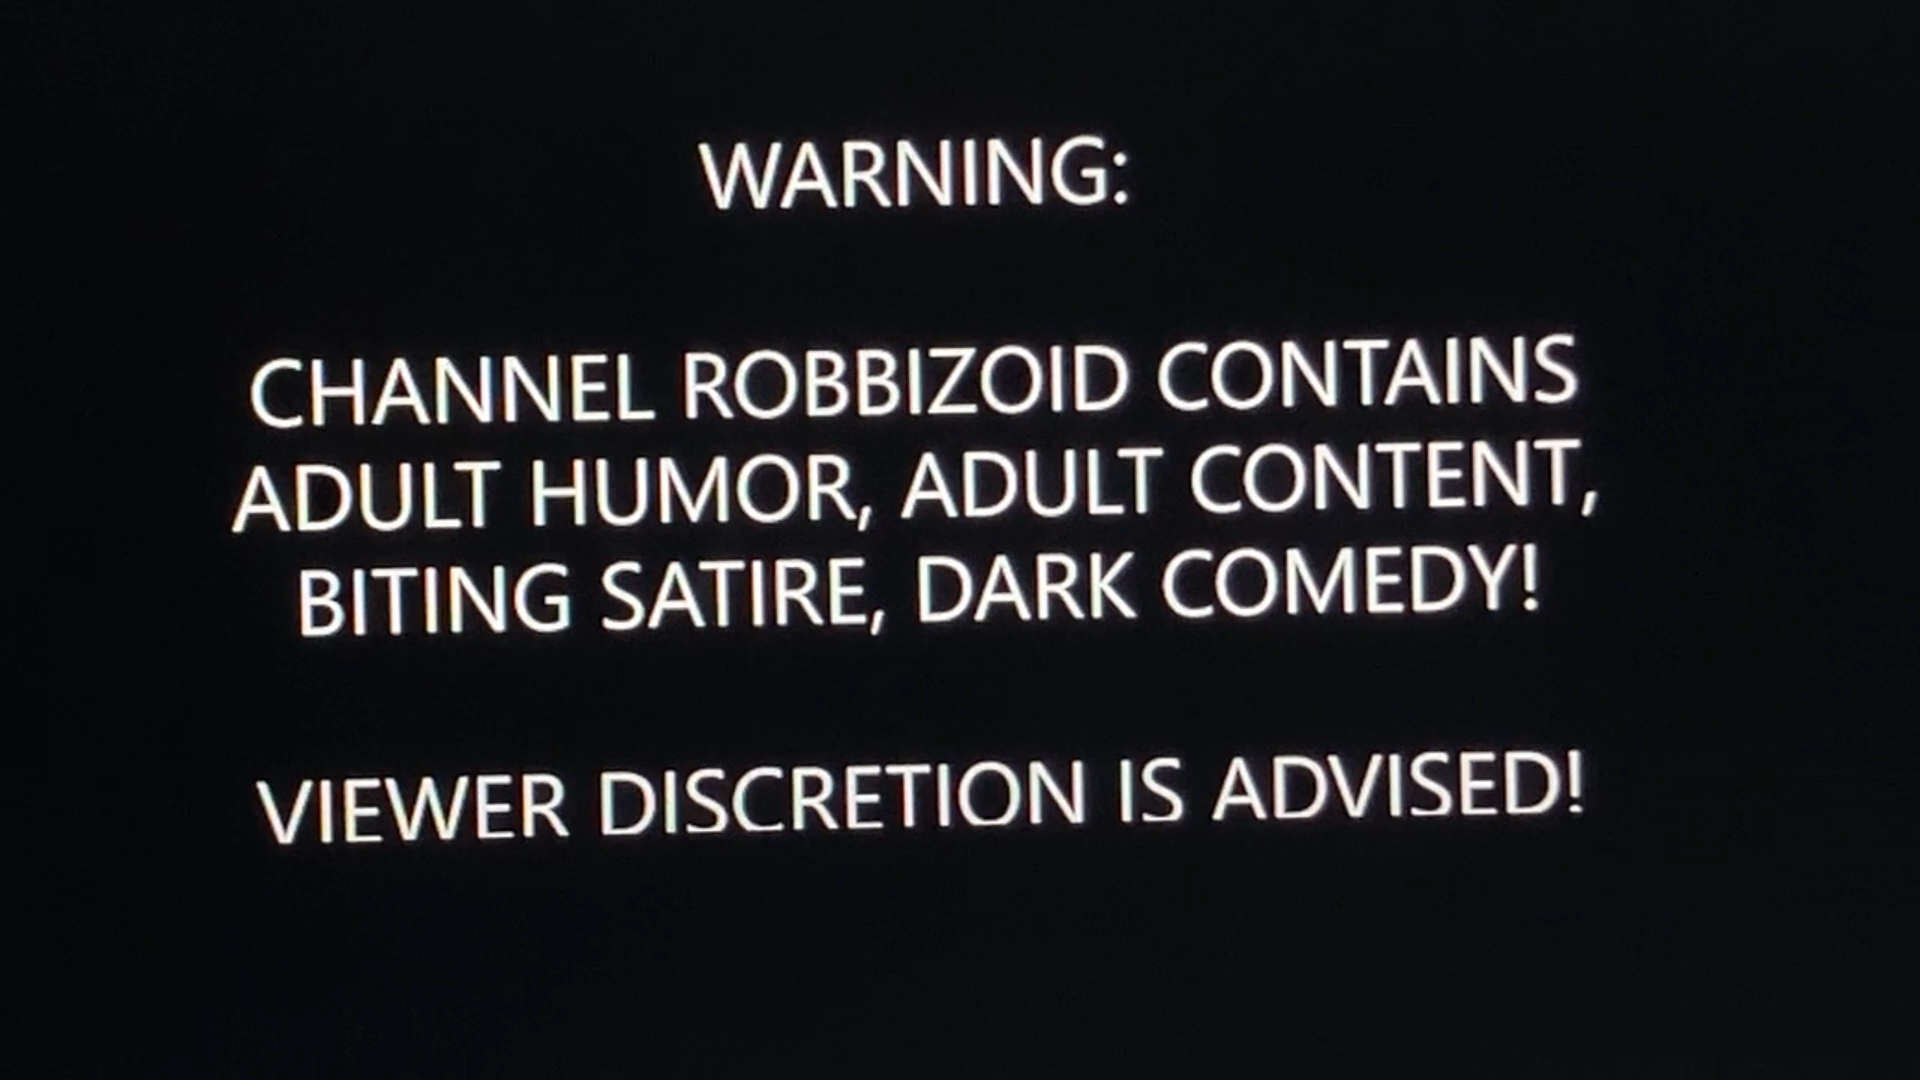 WARNING:
CHANNEL ROBBIZOID CONTAINS
ADULT HUMOR, ADULT CONTENT,
BITING SATIRE, DARK COMEDY!
VIEWER DISCRETION IS ADVISED!